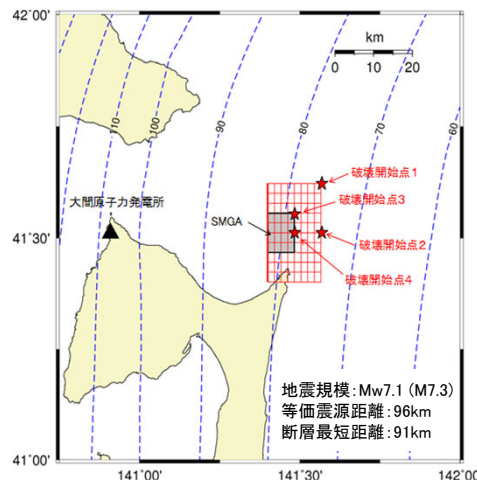 42°00'
km
0 10 20
110
100
90
80
70
60
破壊開始点1
大間原子力発電所
破壊開始点3
SMGA
41°30'
破壊開始点2
破壊開始点4
地震規模:Mw7.1 (M7.3)
等価震源距離:96km
断層最短距離:91km
41°00'
141°00' 141°30' 142°00'